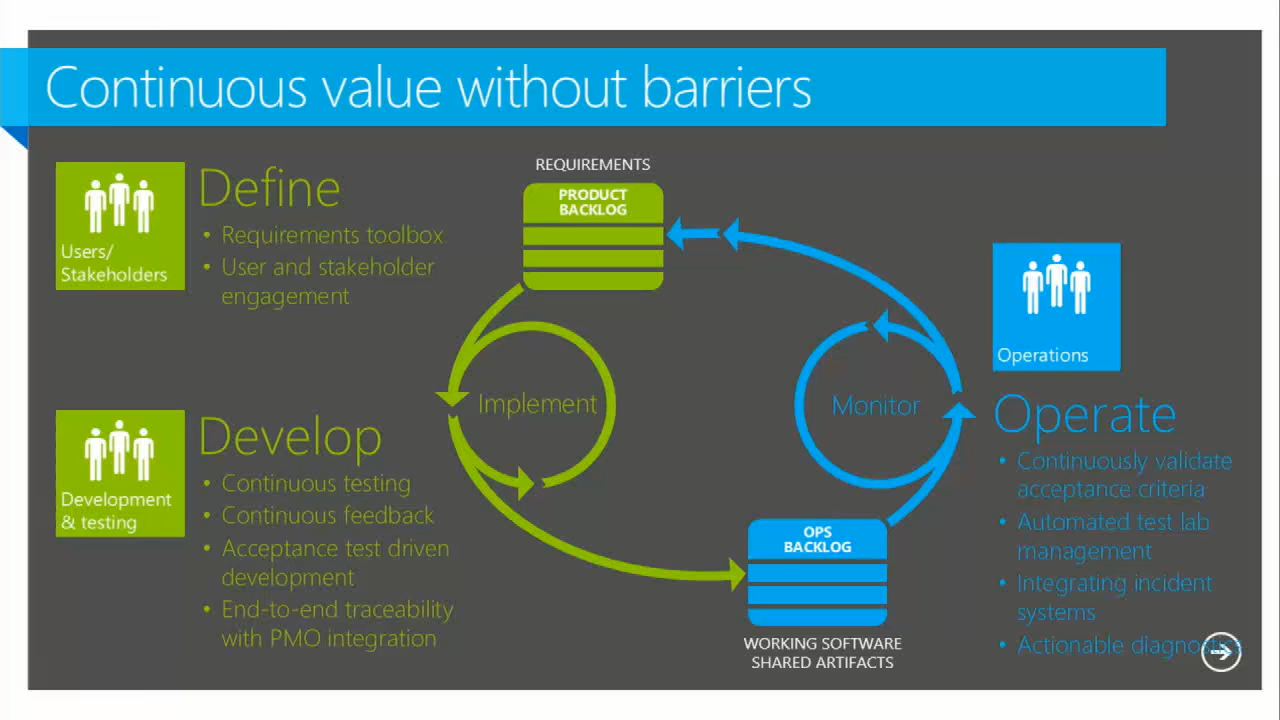 Continuous value without barriers
Users/
Stakeholders
Define
• Requirements toolbox
• User and stakeholder
engagement
Development
& testing
Develop
• Continuous testing
• Continuous feedback
• Acceptance test driven
development
• End-to-end traceability
with PMO integration
REQUIREMENTS
PRODUCT
BACKLOG
Implement
Monitor
OPS
BACKLOG
WORKING SOFTWARE
SHARED ARTIFACTS
Operations
Operate
• Continuously validate
acceptance criteria
• Automated test lab
management
• Integrating incident
systems
• Actionable diagnostics